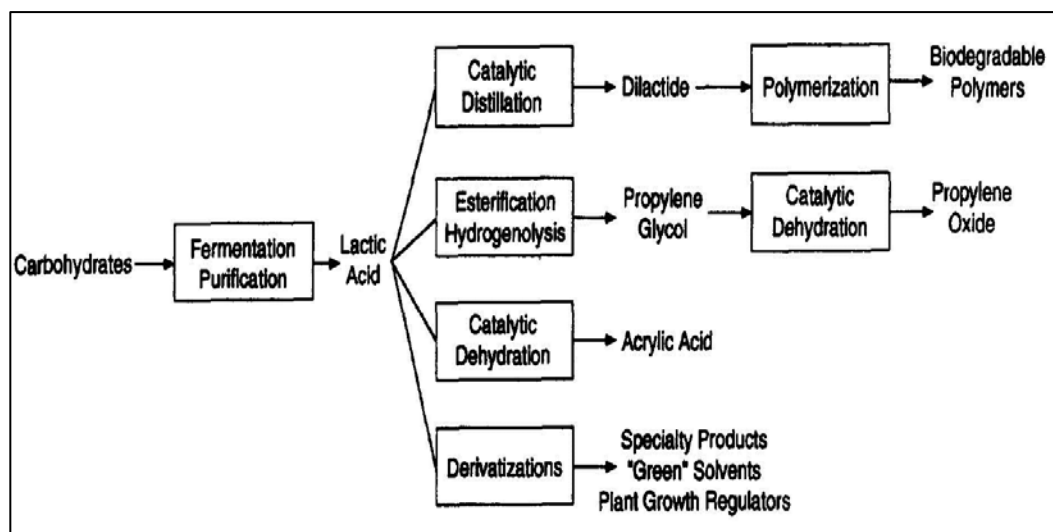 Carbohydrates
Fermentation
Purification
Lactic
Acid
Catalytic
Distillation
Dilactide
Polymerization
Biodegradable
Polymers
Esterification
Hydrogenolysis
Propylene
Glycol
Catalytic
Dehydration
Propylene
Oxide
Catalytic
Dehydration
Acrylic Acid
Derivatizations
Specialty Products
"Green" Solvents
Plant Growth Regulators